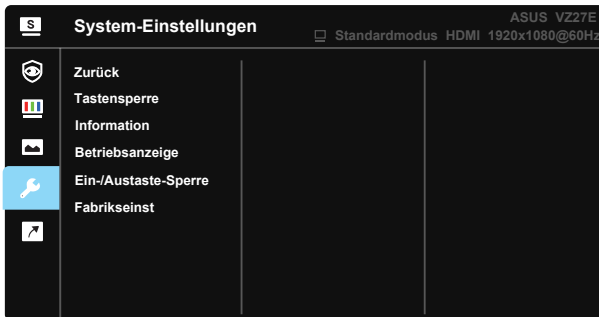 S
System-Einstellungen
ASUS VZ27E
Standardmodus HDMI 1920x1080@60Hz
Zurück
Tastensperre
Information
Betriebsanzeige
Ein-/Austaste-Sperre
Fabrikseinst